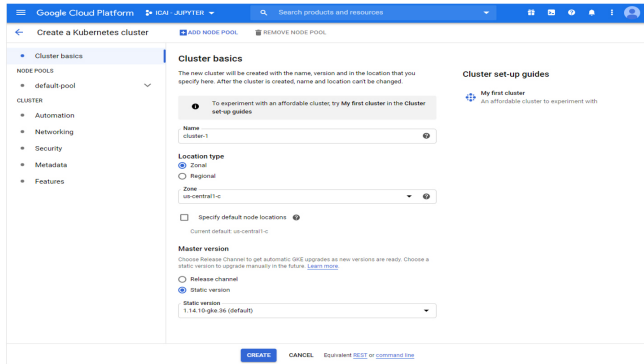 Google Cloud Platform
ICAI - JUPYTER
Search products and resources
Create a Kubernetes cluster
ADD NODE POOL
REMOVE NODE POOL
Cluster basics
NODE POOLS
default-pool
CLUSTER
Automation
Networking
Security
Metadata
Features
Cluster basics
The new cluster will be created with the name, version and in the location that you
specify here. After the cluster is created, name and location can't be changed.
To experiment with an affordable cluster, try My first cluster in the Cluster
set-up guides
Name
cluster-1
Location type
Zonal
Regional
Zone
us-central1-c
Specify default node locations
Current default: us-central1-c
Master version
Choose Release Channel to get automatic GKE upgrades as new versions are ready. Choose a
static version to upgrade manually in the future. Learn more.
Release channel
Static version
Static version
1.14.10-gke.36 (default)
CREATE
CANCEL
Equivalent REST or command line
Cluster set-up guides
My first cluster
An affordable cluster to experiment with